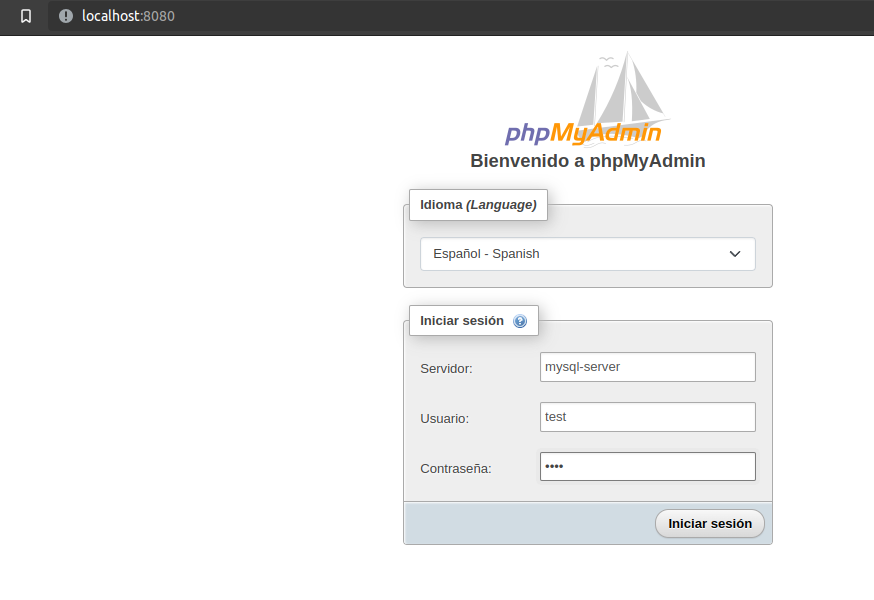 localhost:8080
phpMyAdmin
Bienvenido a phpMyAdmin
Idioma (Language)
Español - Spanish
Iniciar sesión
Servidor:
mysql-server
Usuario:
test
Contraseña:
••••
Iniciar sesión